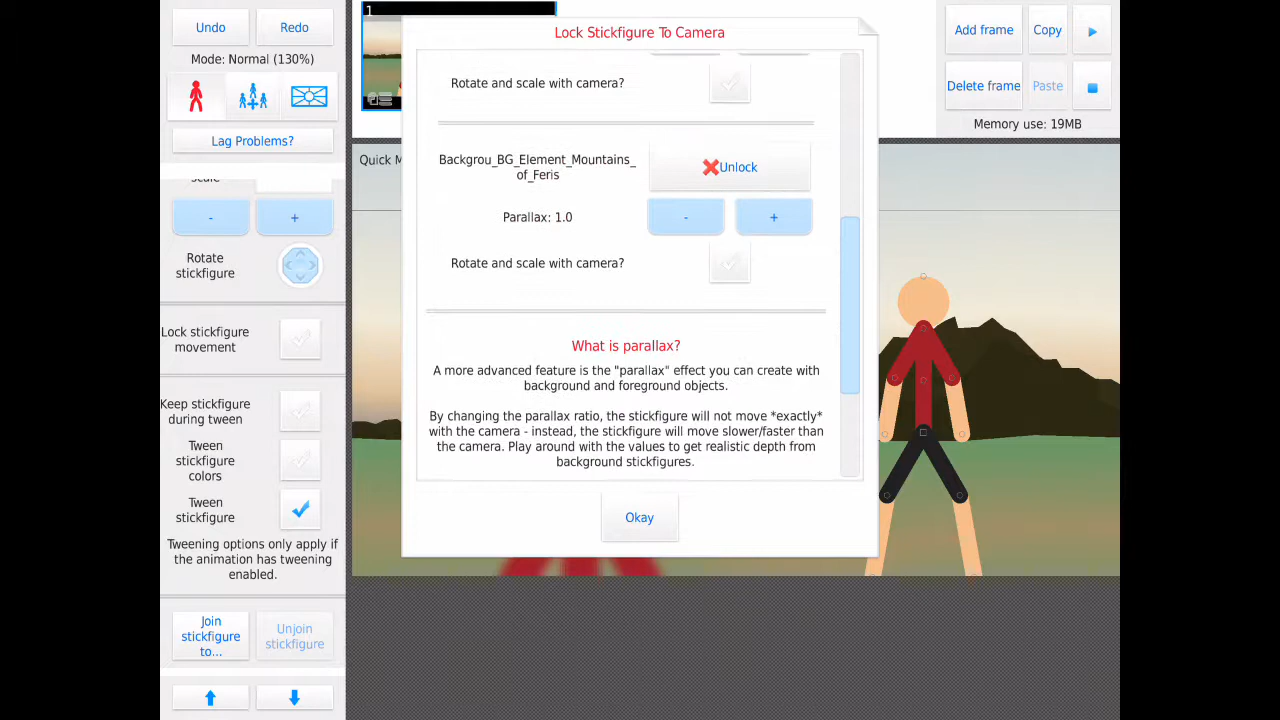 Undo
Redo
Mode: Normal (130%)
Lag Problems?
scale
-
+
Rotate
stickfigure
Lock stickfigure
movement
Keep stickfigure
during tween
Tween
stickfigure
colors
Tween
stickfigure
Tweening options only apply if
the animation has tweening
enabled.
Join
stickfigure
to...
Unjoin
stickfigure
1
Quick M
Lock Stickfigure To Camera
Rotate and scale with camera?
Backgrou_BG_Element_Mountains_
of_Feris
Unlock
Parallax: 1.0
-
+
Rotate and scale with camera?
What is parallax?
A more advanced feature is the "parallax" effect you can create with
background and foreground objects.
By changing the parallax ratio, the stickfigure will not move *exactly*
with the camera - instead, the stickfigure will move slower/faster than
the camera. Play around with the values to get realistic depth from
background stickfigures.
Okay
Add frame
Copy
Delete frame
Paste
Memory use: 19MB